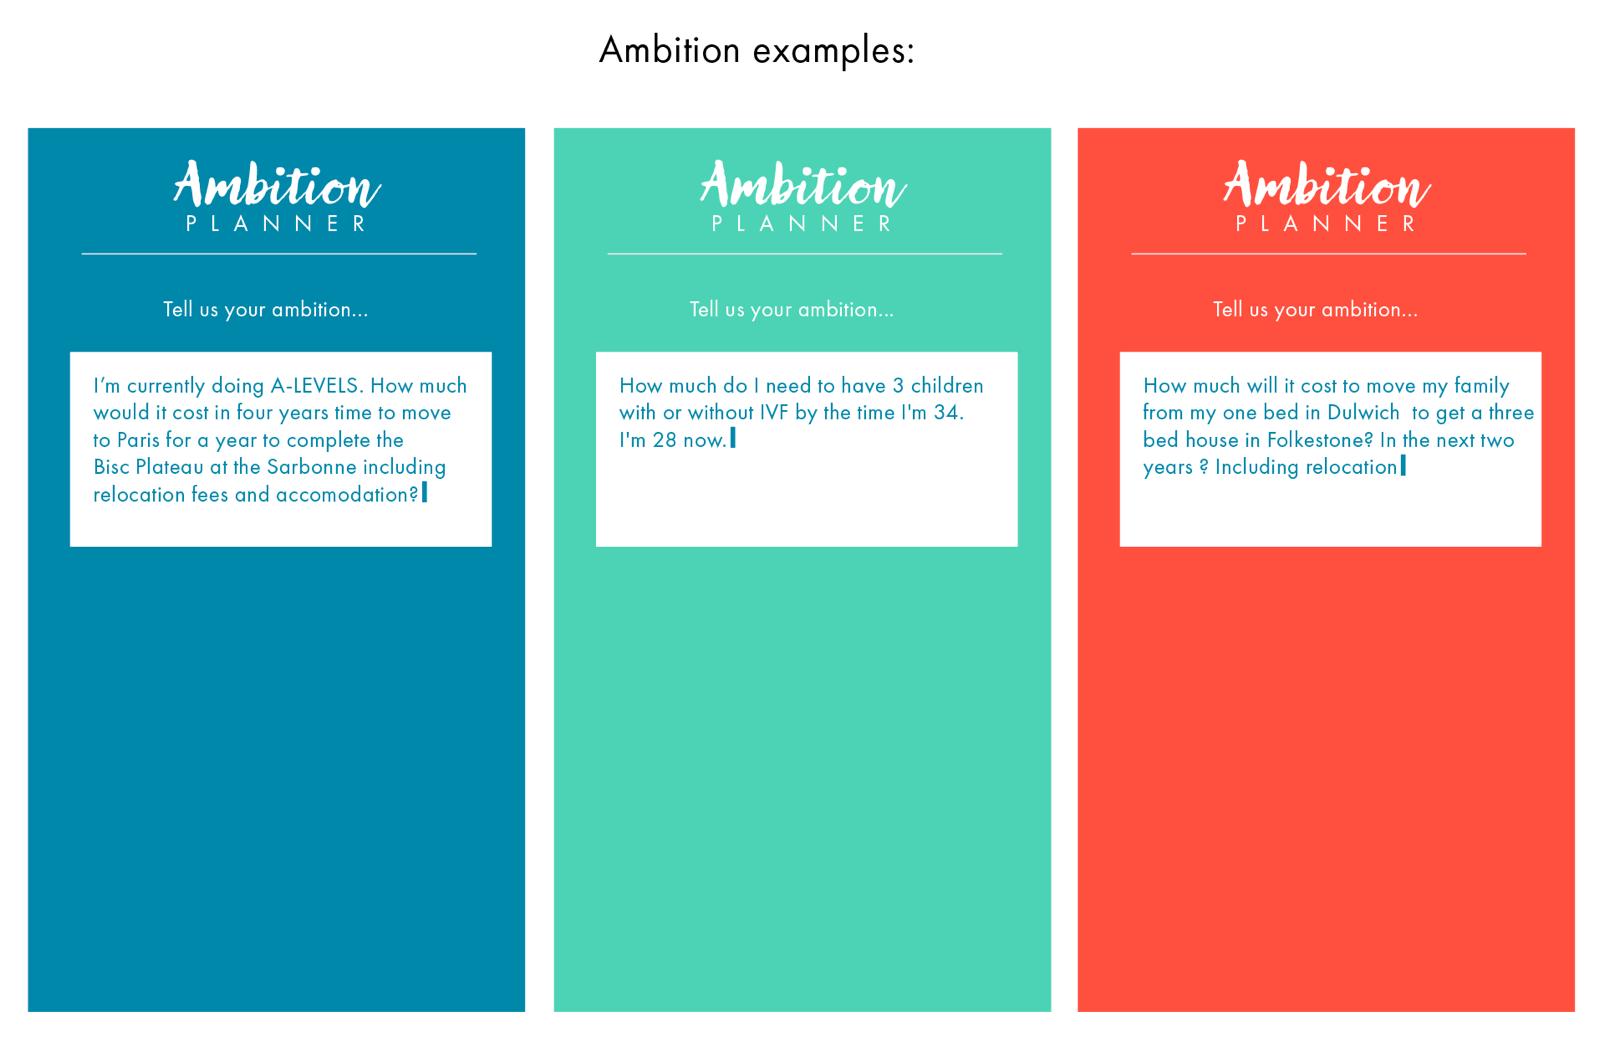 Ambition examples:
Ambition
PLANNER
Tell us your ambition...
I'm currently doing A-LEVELS. How much
would it cost in four years time to move
to Paris for a year to complete the
Bisc Plateau at the Sarbonne including
relocation fees and accomodation?
Ambition
PLANNER
Tell us your ambition...
How much do I need to have 3 children
with or without IVF by the time I'm 34.
I'm 28 now.
Ambition
PLANNER
Tell us your ambition...
How much will it cost to move my family
from my one bed in Dulwich  to get a three
bed house in Folkestone? In the next two
years ? Including relocation